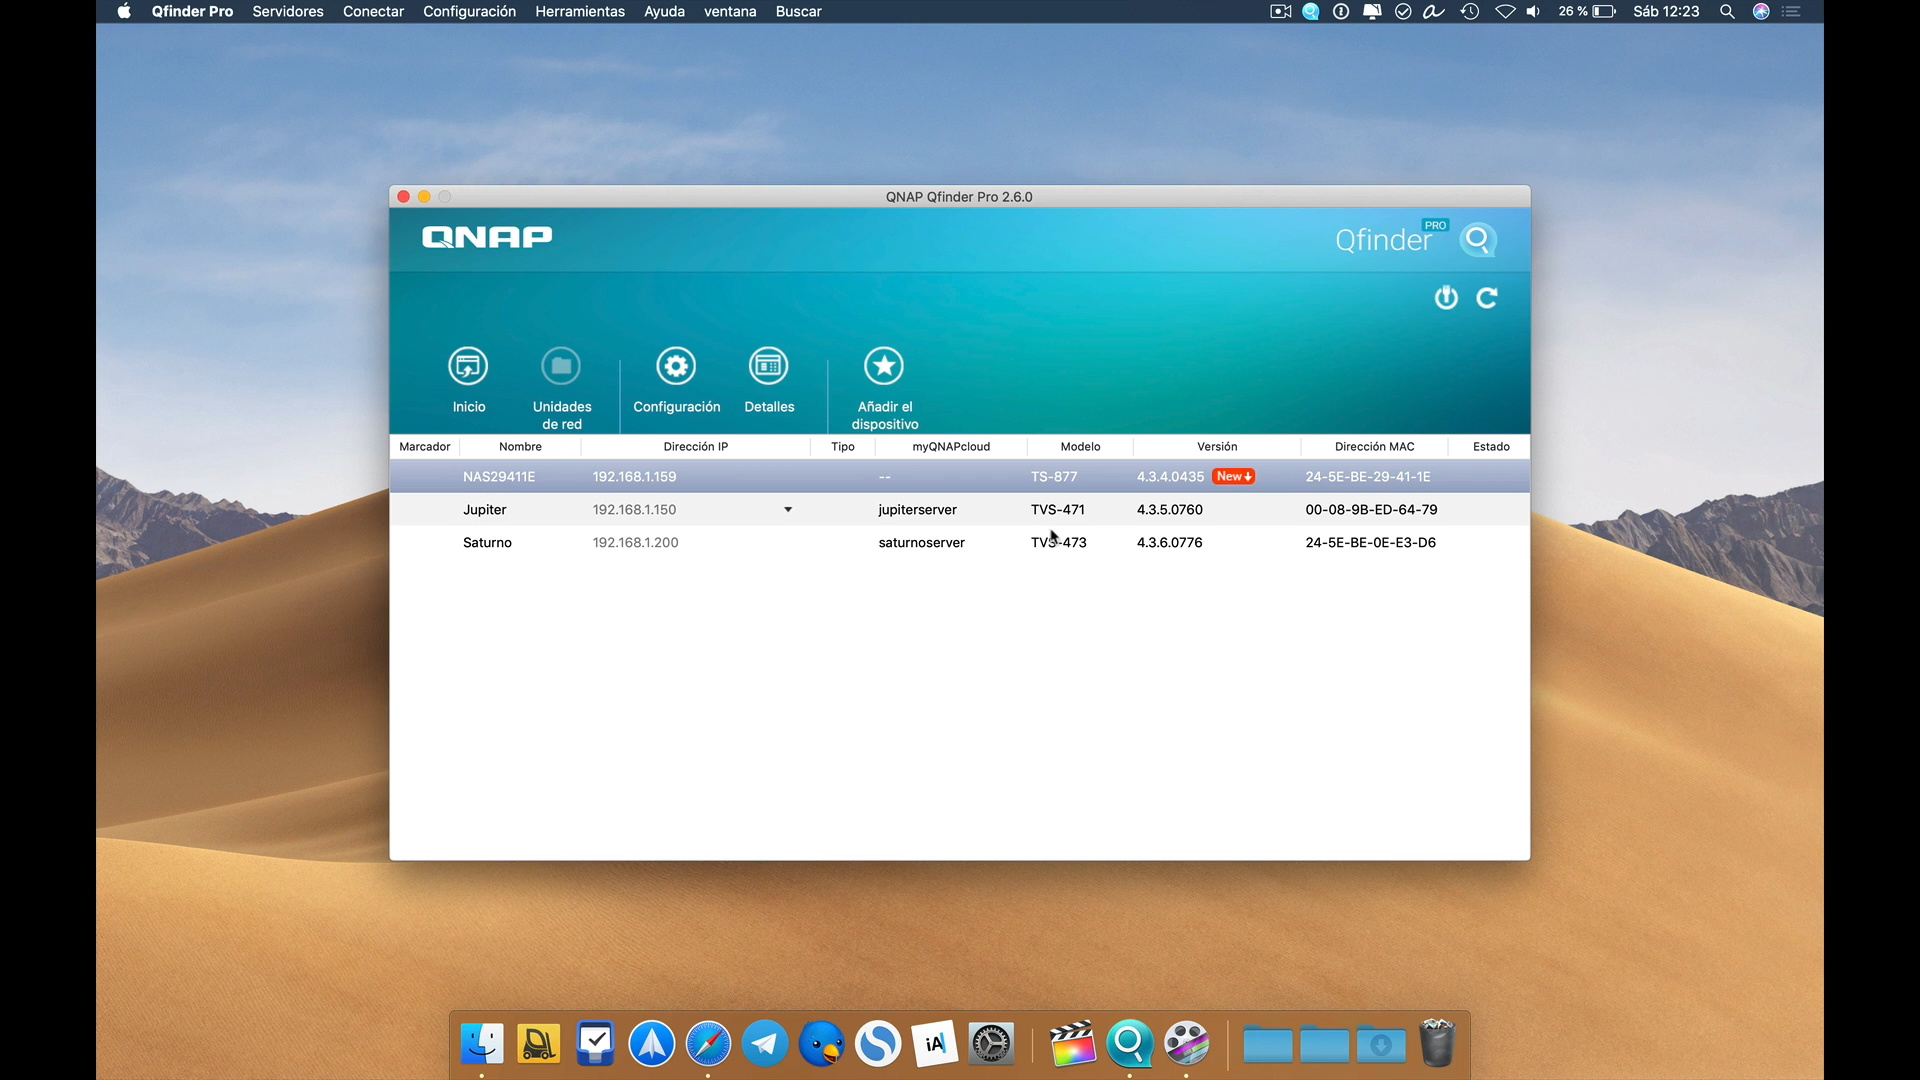 Qfinder Pro Servidores Conectar Configuración Herramientas Ayuda ventana Buscar 26 % Sáb 12:23
QNAP Qfinder Pro 2.6.0
QNAP
Qfinder PRO
Inicio
Unidades
de red
Configuración
Detalles
Añadir el
dispositivo
Marcador Nombre Dirección IP Tipo myQNAPcloud Modelo Versión Dirección MAC Estado
NAS29411E 192.168.1.159 -- TS-877 4.3.4.0435 New 24-5E-BE-29-41-1E
Jupiter 192.168.1.150 jupiterserver TVS-471 4.3.5.0760 00-08-9B-ED-64-79
Saturno 192.168.1.200 saturnoserver TVS-473 4.3.6.0776 24-5E-BE-0E-E3-D6
iA